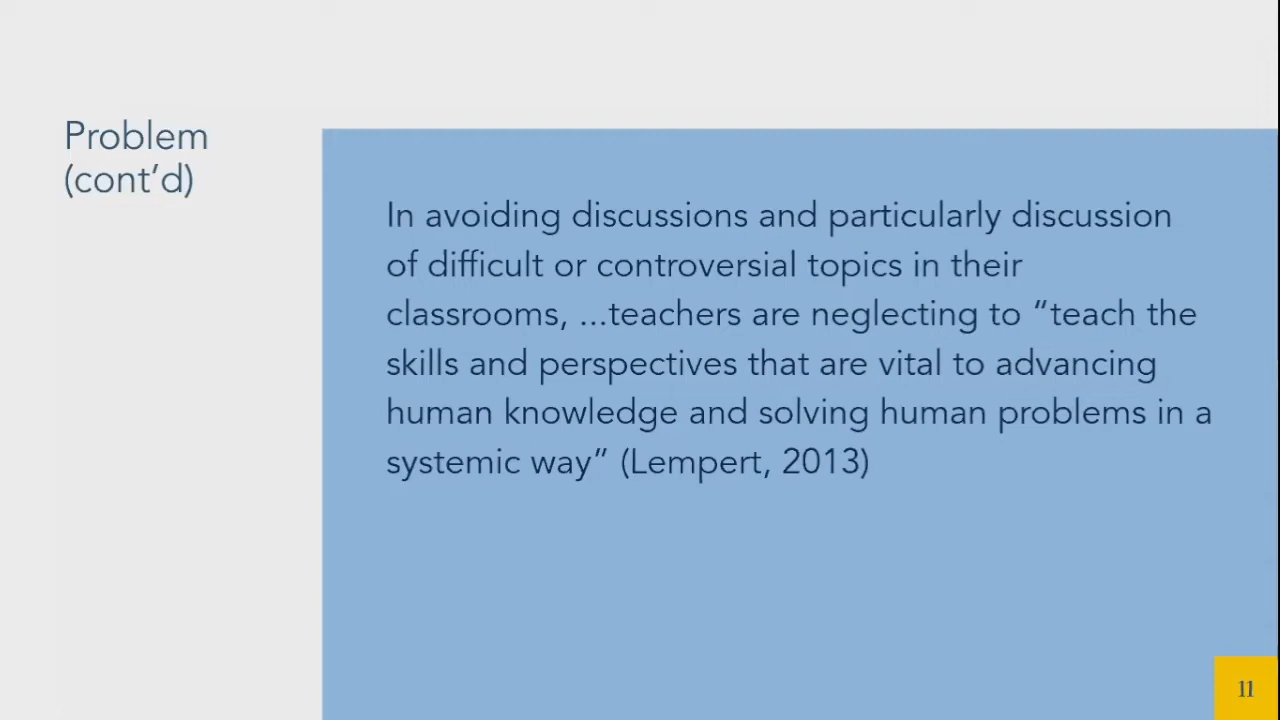 Problem
(cont’d)
In avoiding discussions and particularly discussion
of difficult or controversial topics in their
classrooms, ...teachers are neglecting to “teach the
skills and perspectives that are vital to advancing
human knowledge and solving human problems in a
systemic way” (Lempert, 2013)
11